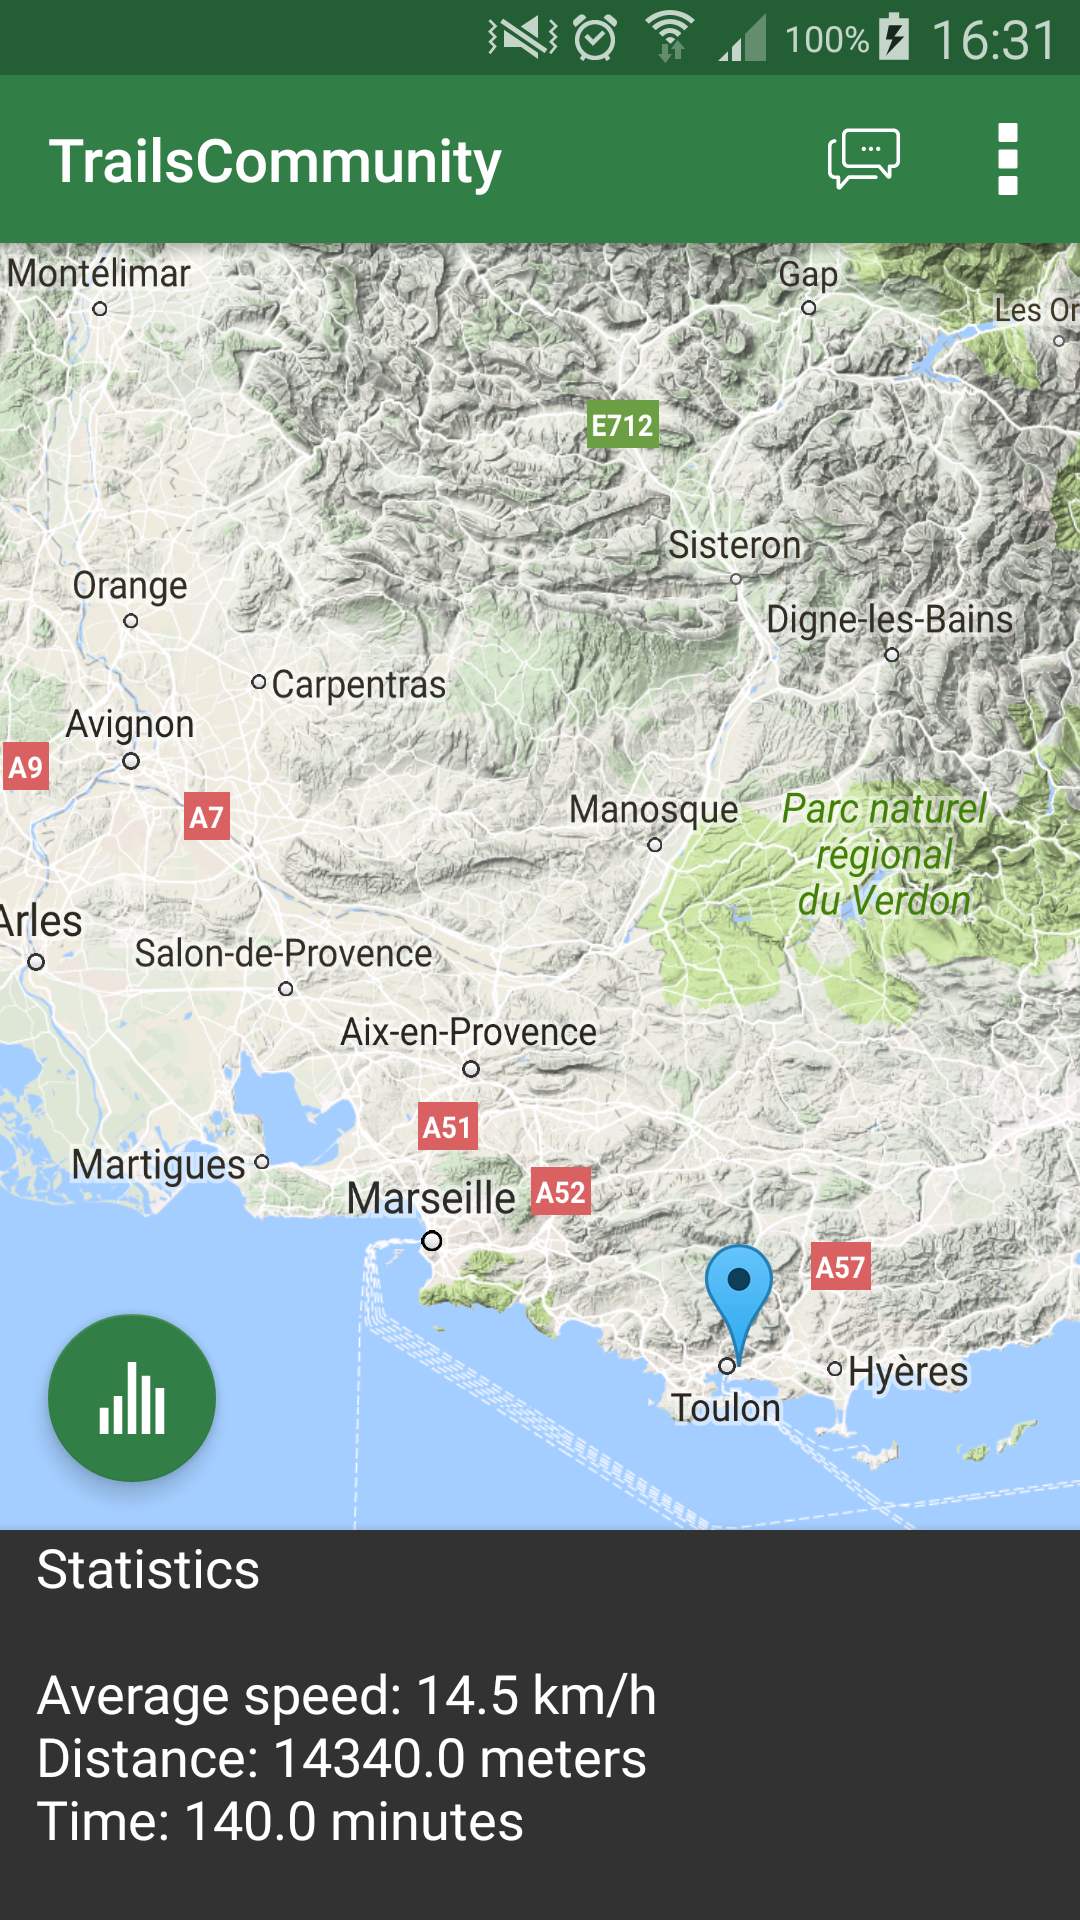 100% 16:31
TrailsCommunity
Montélimar
Gap
Les Or
E712
Sisteron
Orange
Digne-les-Bains
Carpentras
Avignon
A9
A7
Manosque
Parc naturel
régional
du Verdon
Arles
Salon-de-Provence
Aix-en-Provence
A51
Martigues
A52
Marseille
A57
Hyères
Toulon
Statistics
Average speed: 14.5 km/h
Distance: 14340.0 meters
Time: 140.0 minutes